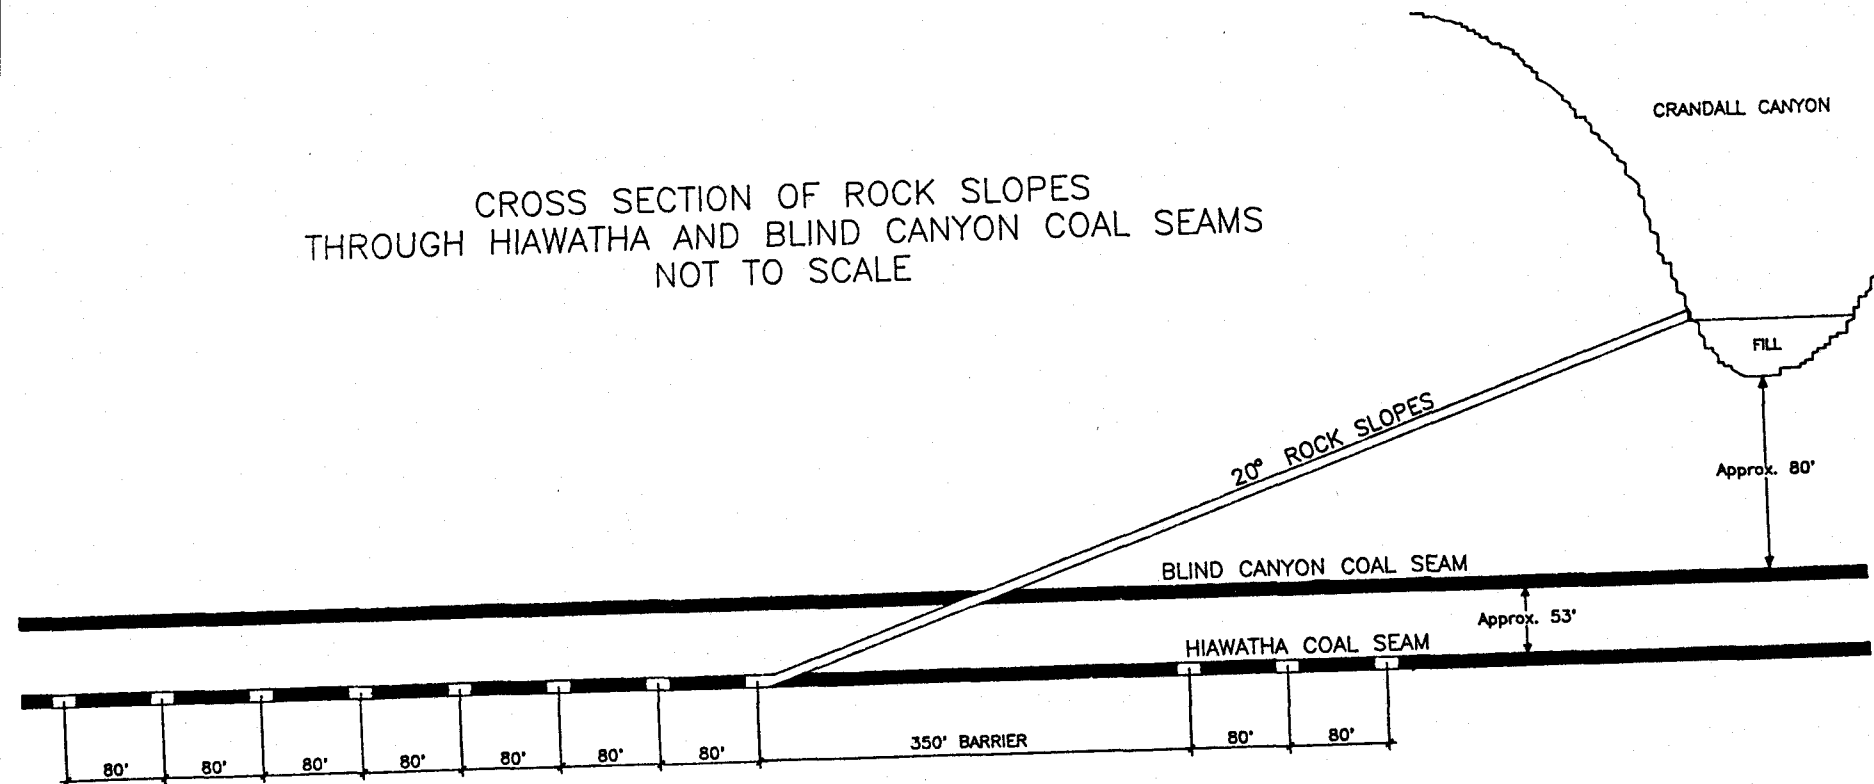 CRANDALL CANYON
CROSS SECTION OF ROCK SLOPES
THROUGH HIAWATHA AND BLIND CANYON COAL SEAMS
NOT TO SCALE
FILL
20° ROCK SLOPES
Approx. 80'
BLIND CANYON COAL SEAM
Approx. 53'
HIAWATHA COAL SEAM
80' 80' 80' 80' 80' 80' 80' 350' BARRIER 80' 80'